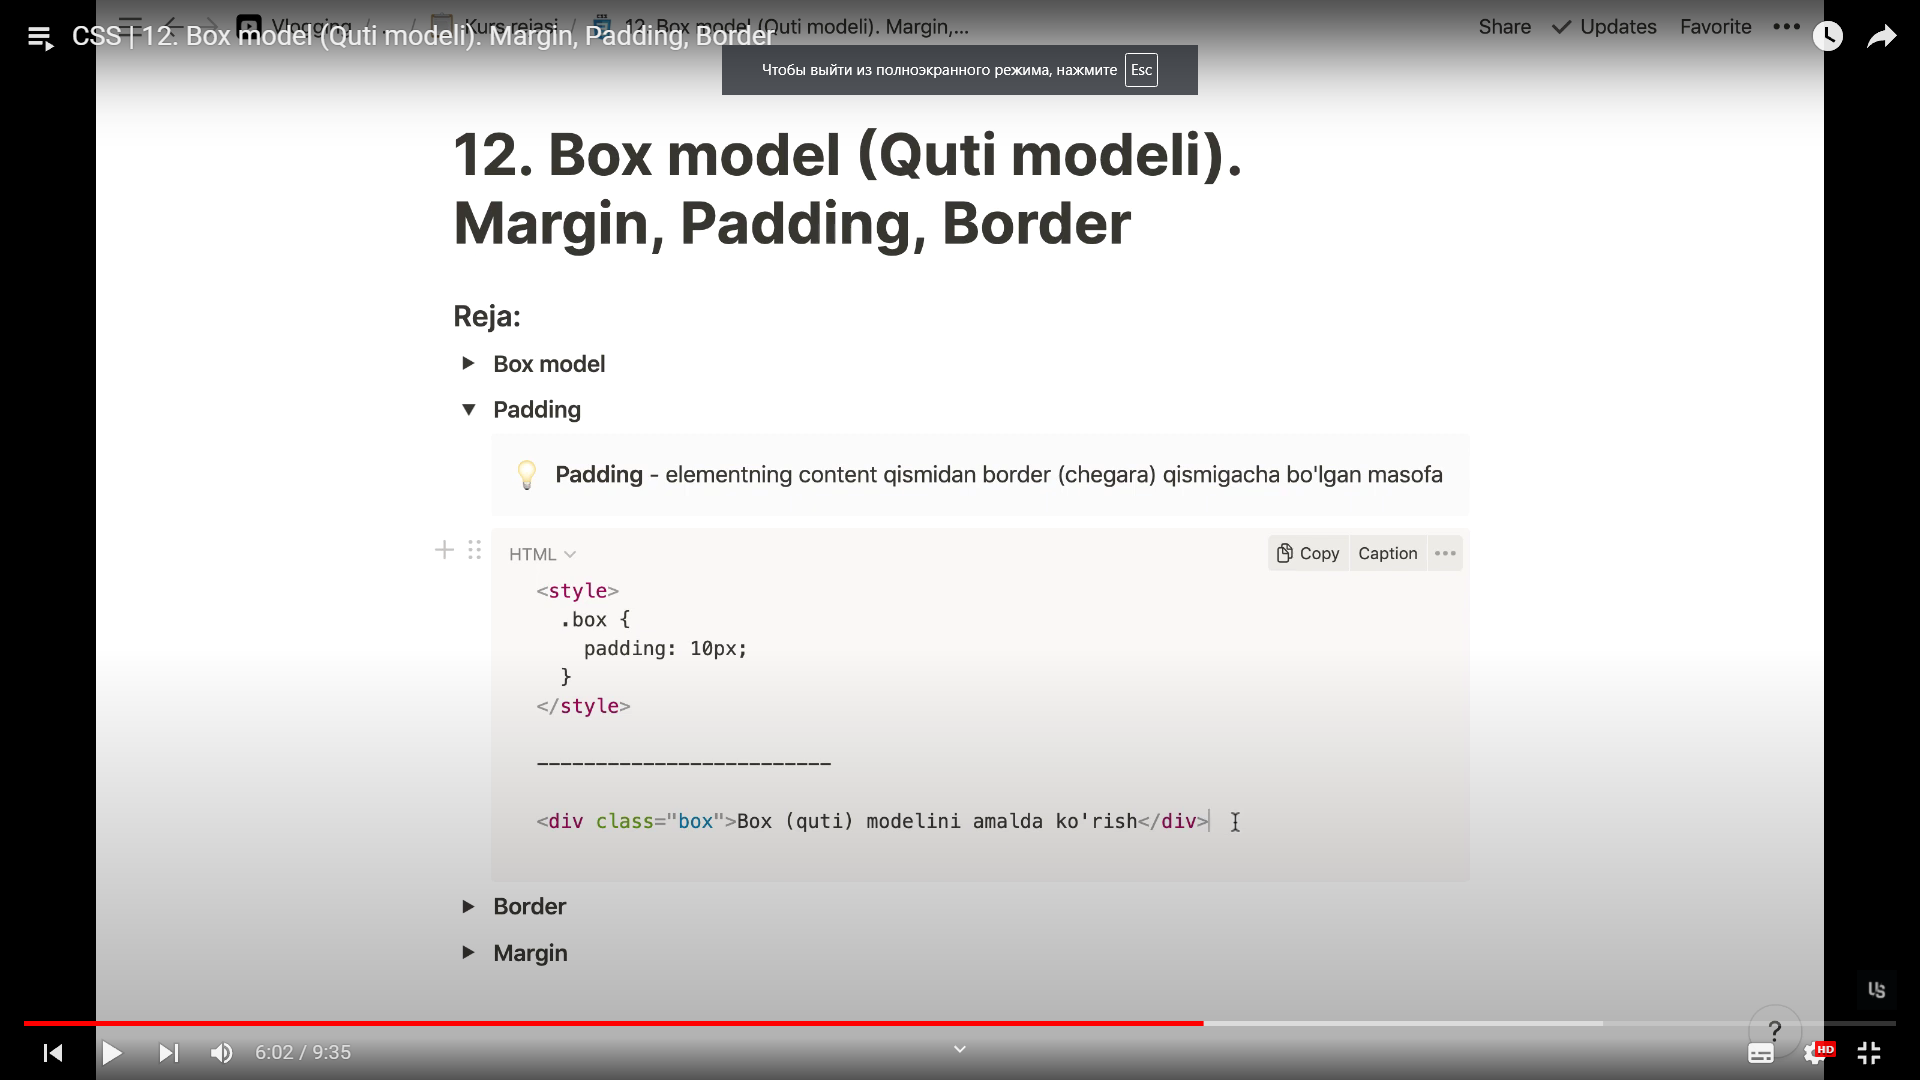 Vlogging / ... / Kurs rejasi / 12. Box model (Quti modeli). Margin,...
Share Updates Favorite
CSS | 12. Box model (Quti modeli). Margin, Padding, Border
Чтобы выйти из полноэкранного режима, нажмите Esc
12. Box model (Quti modeli).
Margin, Padding, Border
Reja:
Box model
Padding
Padding - elementning content qismidan border (chegara) qismigacha bo'lgan masofa
HTML
Copy Caption
<style>
.box {
padding: 10px;
}
</style>
-------------------------
<div class="box">Box (quti) modelini amalda ko'rish</div>
Border
Margin
US
?
6:02 / 9:35
HD